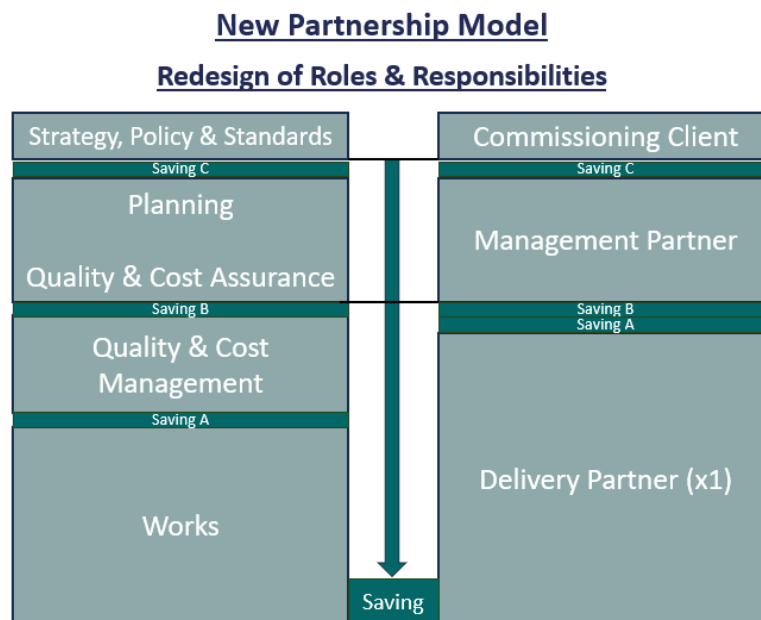 New Partnership Model
Redesign of Roles & Responsibilities
Strategy, Policy & Standards
Saving C
Planning
Quality & Cost Assurance
Saving B
Quality & Cost
Management
Saving A
Works
Saving
Commissioning Client
Saving C
Management Partner
Saving B
Saving A
Delivery Partner (x1)